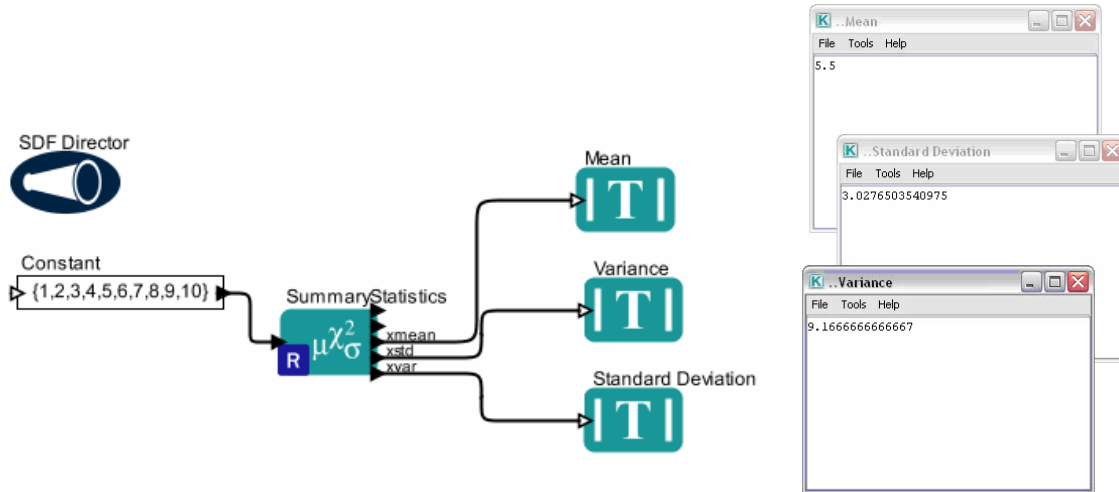 SDF Director
Constant
{1,2,3,4,5,6,7,8,9,10}
SummaryStatistics
R
μχ²σ
xmean
xstd
xvar
Mean
T
Variance
T
Standard Deviation
T
K ..Mean
File Tools Help
5.5
K ..Standard Deviation
File Tools Help
3.0276503540975
K ..Variance
File Tools Help
9.1666666666667